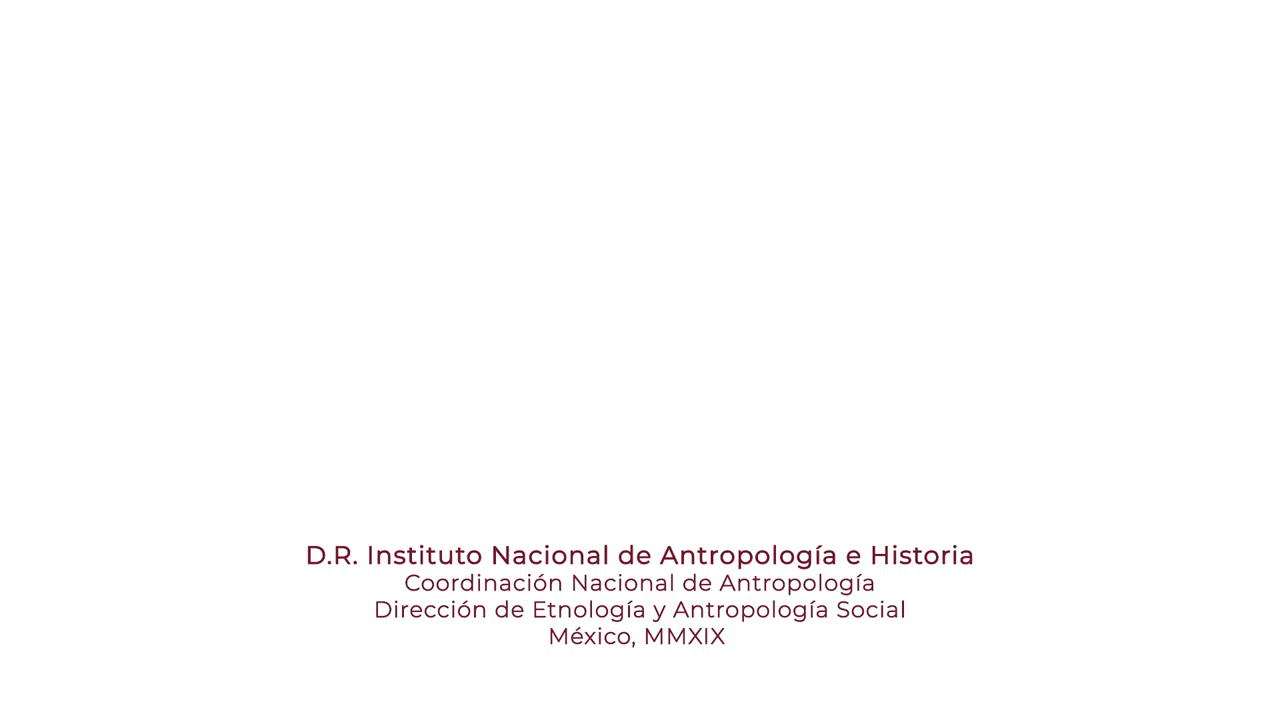 D.R. Instituto Nacional de Antropología e Historia
Coordinación Nacional de Antropología
Dirección de Etnología y Antropología Social
México, MMXIX